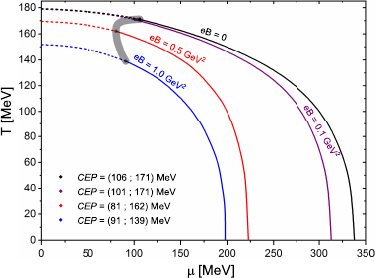 180
160
140
120
100
80
60
40
20
0
T [MeV]
eB = 0
eB = 0.5 GeV²
eB = 1.0 GeV²
eB = 0.1 GeV²
CEP = (106 ; 171) MeV
CEP = (101 ; 171) MeV
CEP = (81 ; 162) MeV
CEP = (91 ; 139) MeV
0 50 75 100 150 200 250 300 350
μ [MeV]